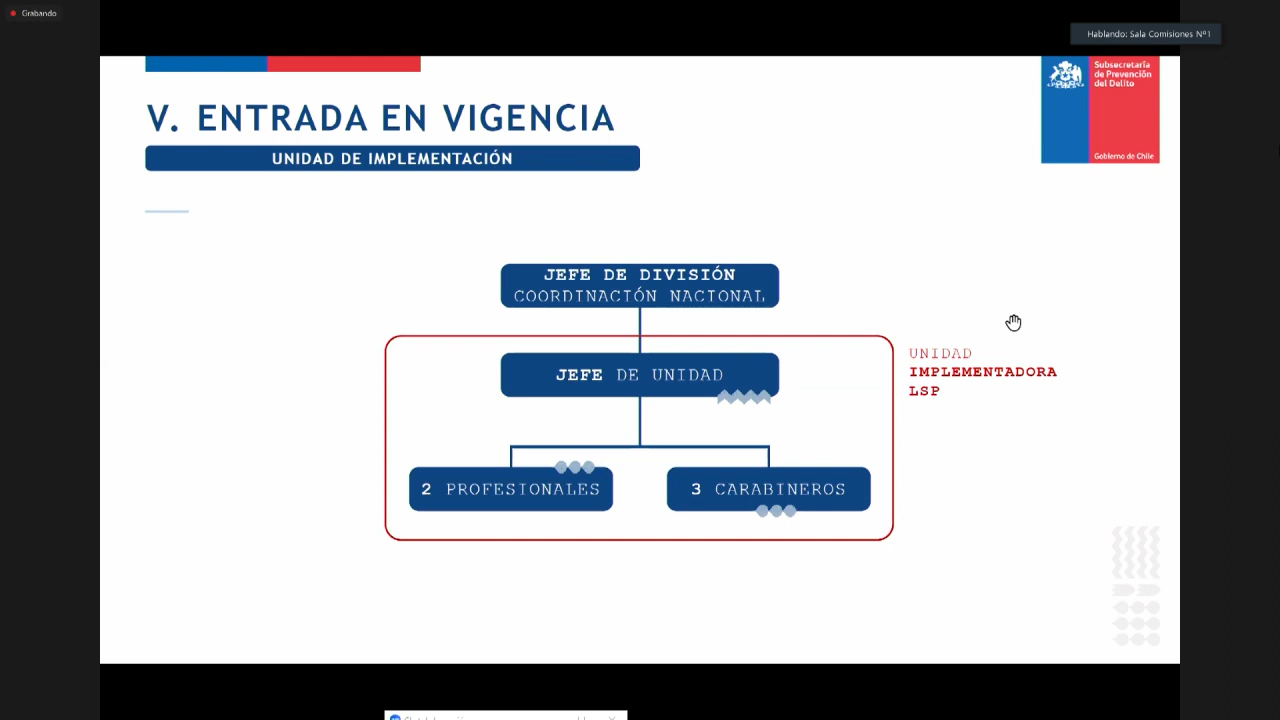 Grabando
Hablando: Sala Comisiones Nº1
Subsecretaría
de Prevención
del Delito
V. ENTRADA EN VIGENCIA
UNIDAD DE IMPLEMENTACIÓN
Gobierno de Chile
JEFE DE DIVISIÓN
COORDINACIÓN NACIONAL
UNIDAD
IMPLEMENTADORA
LSP
JEFE DE UNIDAD
2 PROFESIONALES
3 CARABINEROS